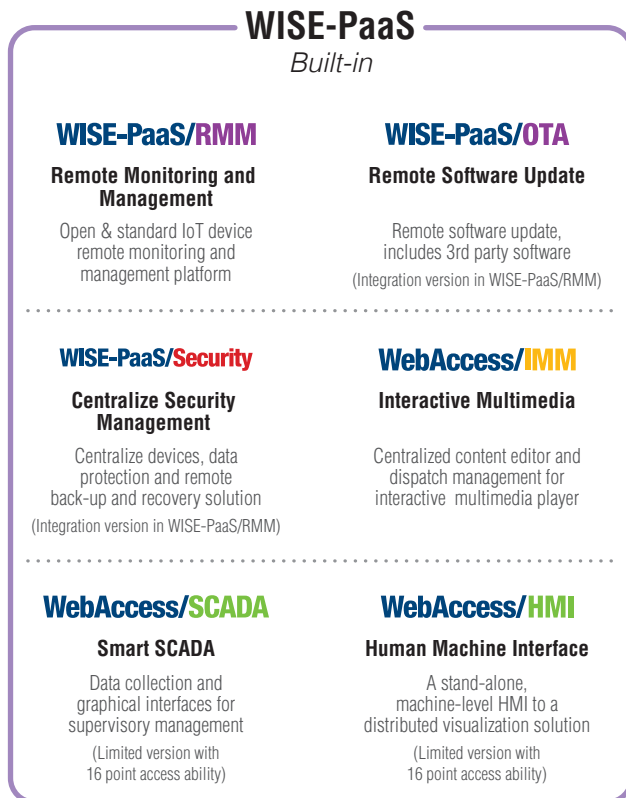 WISE-PaaS
Built-in
WISE-PaaS/RMM
Remote Monitoring and
Management
Open & standard IoT device
remote monitoring and
management platform
WISE-PaaS/OTA
Remote Software Update
Remote software update,
includes 3rd party software
(Integration version in WISE-PaaS/RMM)
WISE-PaaS/Security
Centralize Security
Management
Centralize devices, data
protection and remote
back-up and recovery solution
(Integration version in WISE-PaaS/RMM)
WebAccess/IMM
Interactive Multimedia
Centralized content editor and
dispatch management for
interactive multimedia player
WebAccess/SCADA
Smart SCADA
Data collection and
graphical interfaces for
supervisory management
(Limited version with
16 point access ability)
WebAccess/HMI
Human Machine Interface
A stand-alone,
machine-level HMI to a
distributed visualization solution
(Limited version with
16 point access ability)